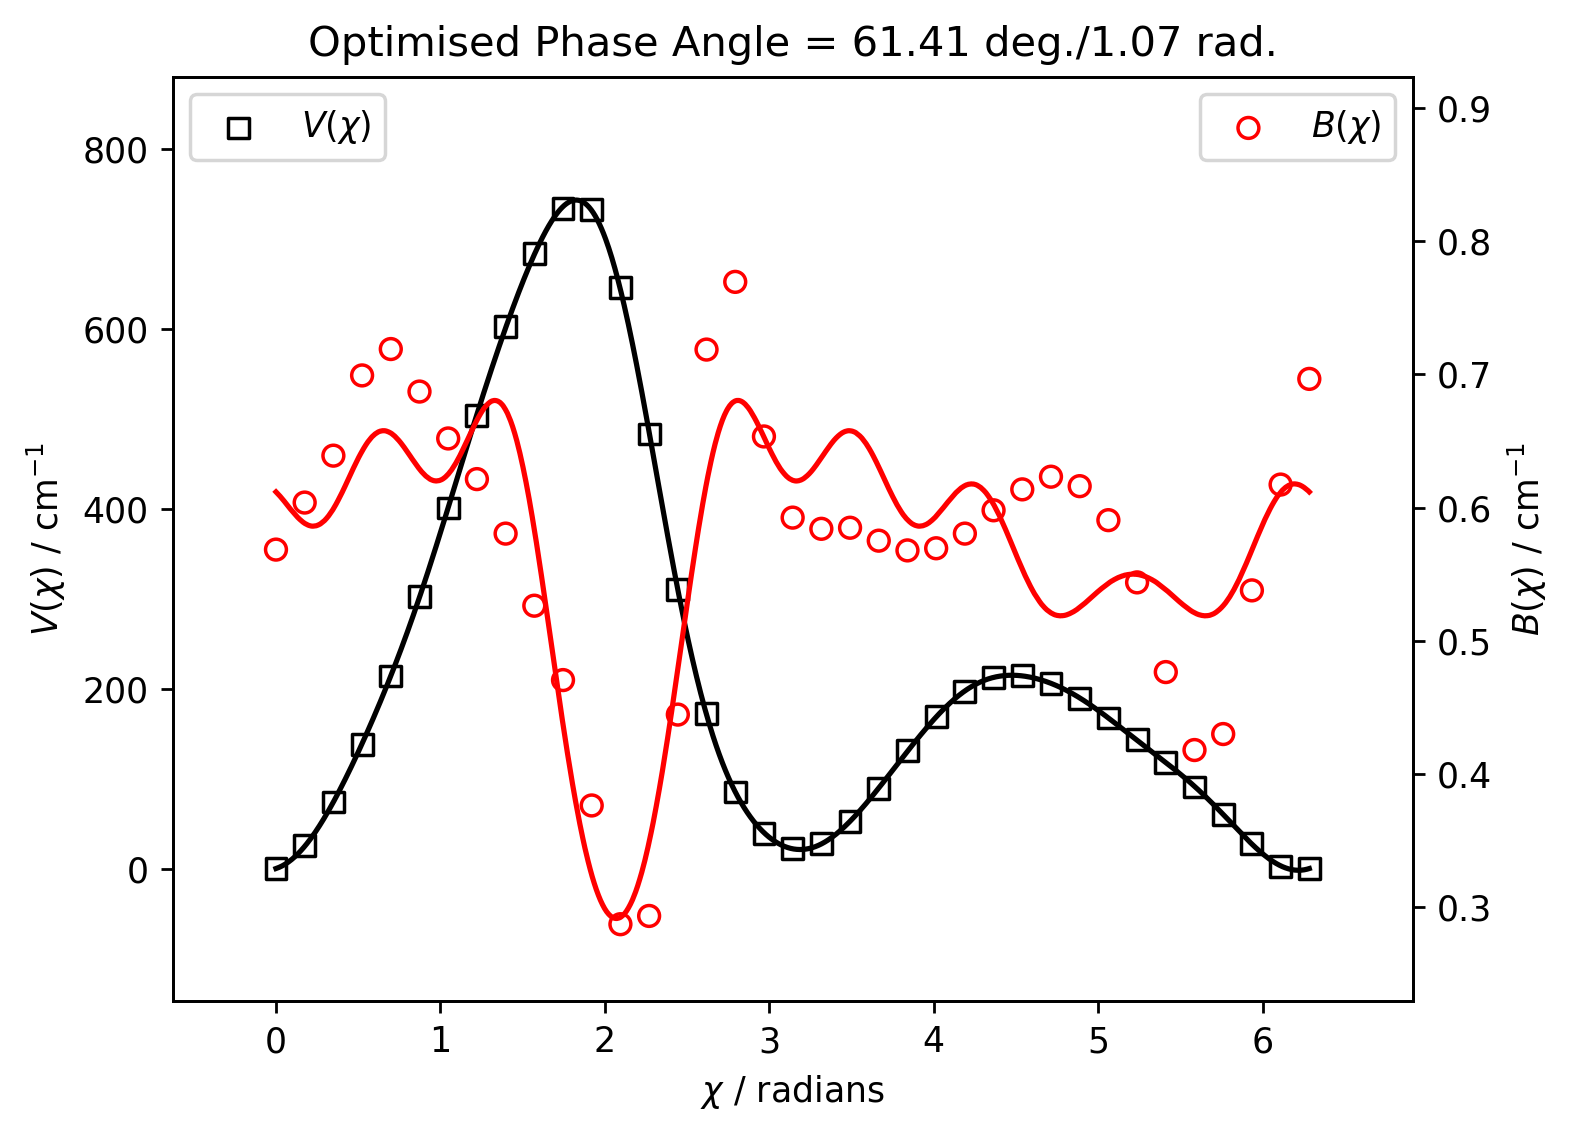 Optimised Phase Angle = 61.41 deg./1.07 rad.
V(χ)
B(χ)
800
600
400
200
0
V(χ) / cm⁻¹
0.9
0.8
0.7
0.6
0.5
0.4
0.3
B(χ) / cm⁻¹
0 1 2 3 4 5 6
χ / radians